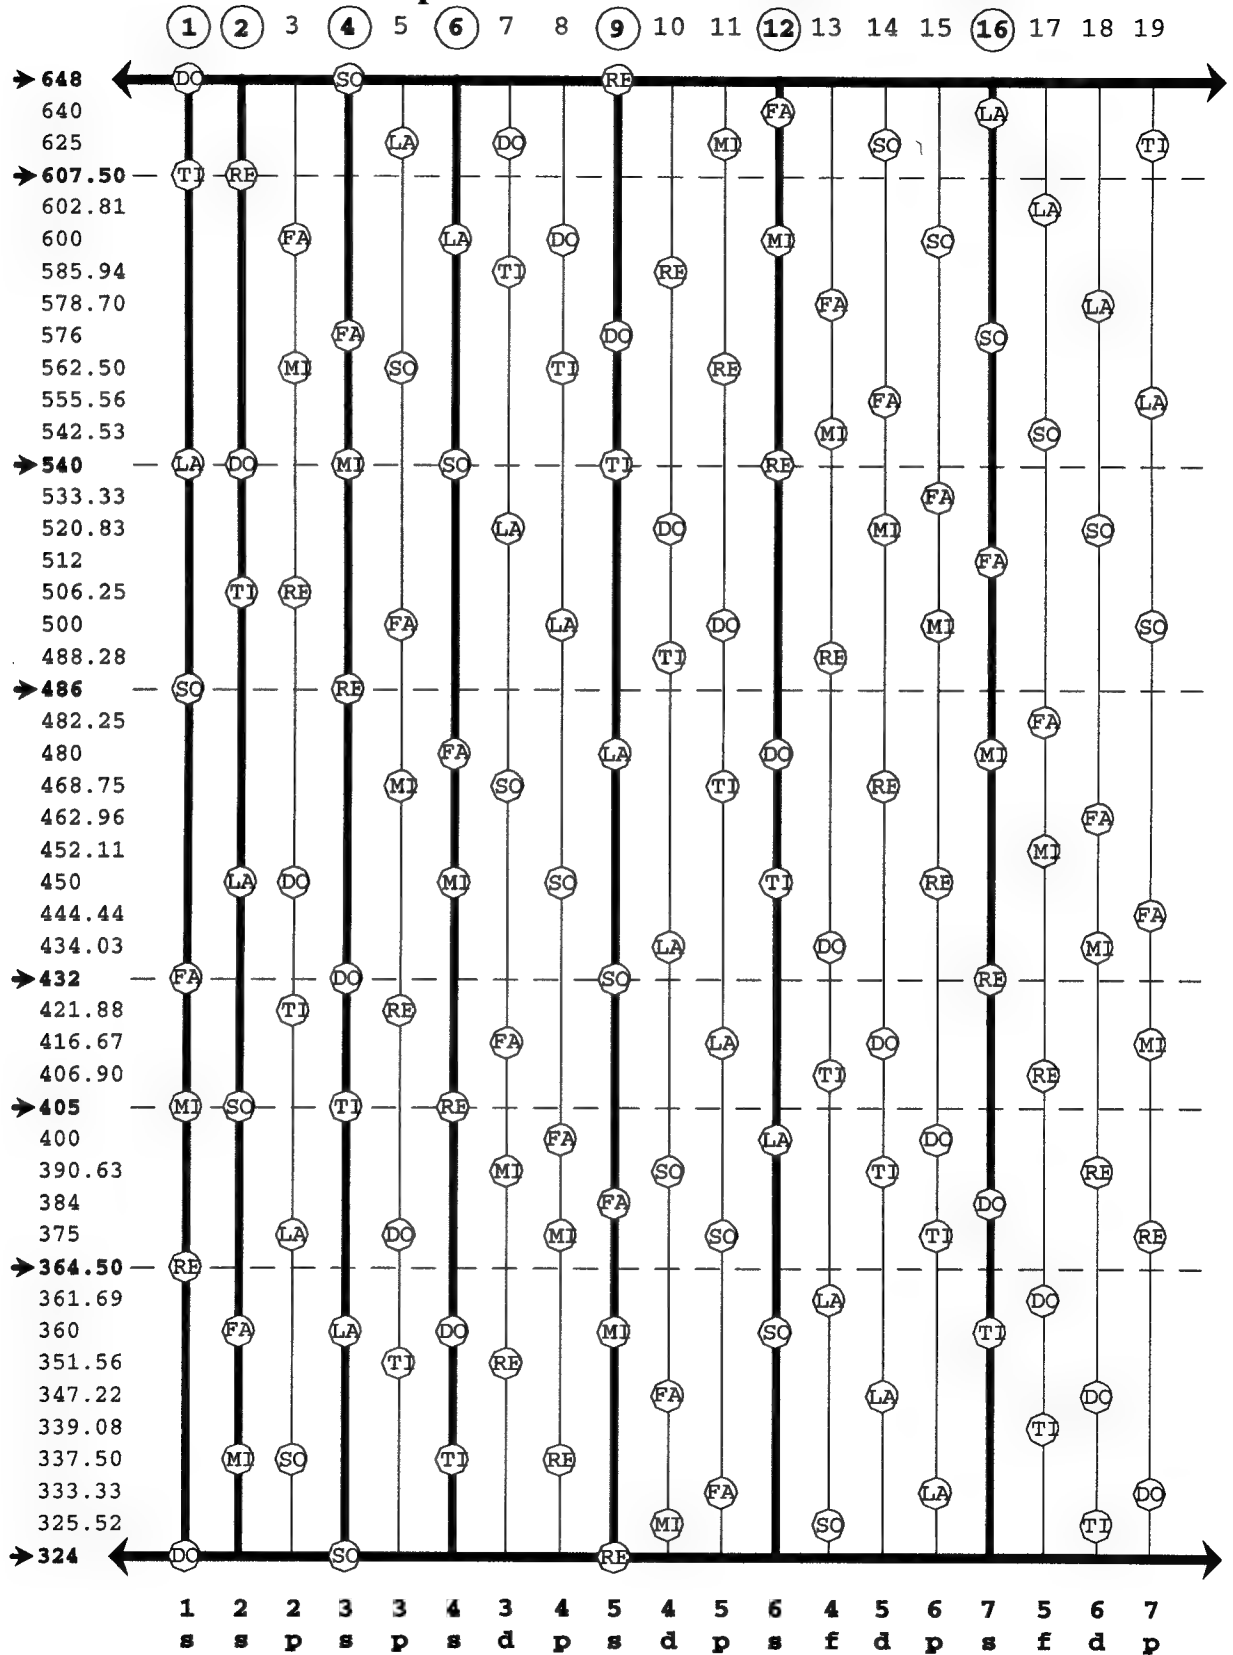 1 2 3 4 5 6 7 8 9 10 11 12 13 14 15 16 17 18 19
648 DO SO RE
640 FA LA
625 LA DO MI SO TI
607.50 TI RE
602.81 LA
600 FA LA DO MI SO
585.94 TI RE
578.70 FA LA
576 FA DO SO
562.50 MI SO TI RE
555.56 FA LA
542.53 MI SO
540 LA DO MI SO TI RE
533.33 FA
520.83 LA DO MI SO
512 FA
506.25 TI RE
500 FA LA DO MI SO
488.28 TI RE
486 SO RE
482.25 FA
480 FA LA DO MI
468.75 MI SO TI RE
462.96 FA
452.11 MI
450 LA DO MI SO TI RE
444.44 FA
434.03 LA DO MI
432 FA DO SO RE
421.88 TI RE
416.67 FA LA DO MI
406.90 TI RE
405 MI SO TI RE
400 FA LA DO
390.63 MI SO TI RE
384 FA DO
375 LA DO MI SO TI RE
364.50 RE
361.69 LA DO
360 FA LA DO MI SO TI
351.56 TI RE
347.22 FA LA DO
339.08 TI
337.50 MI SO TI RE
333.33 FA LA DO
325.52 MI SO TI
324 DO SO RE
1 2 2 3 3 4 3 4 5 4 5 6 4 5 6 7 5 6 7
s s p s p s d p s d p s f d p s f d p